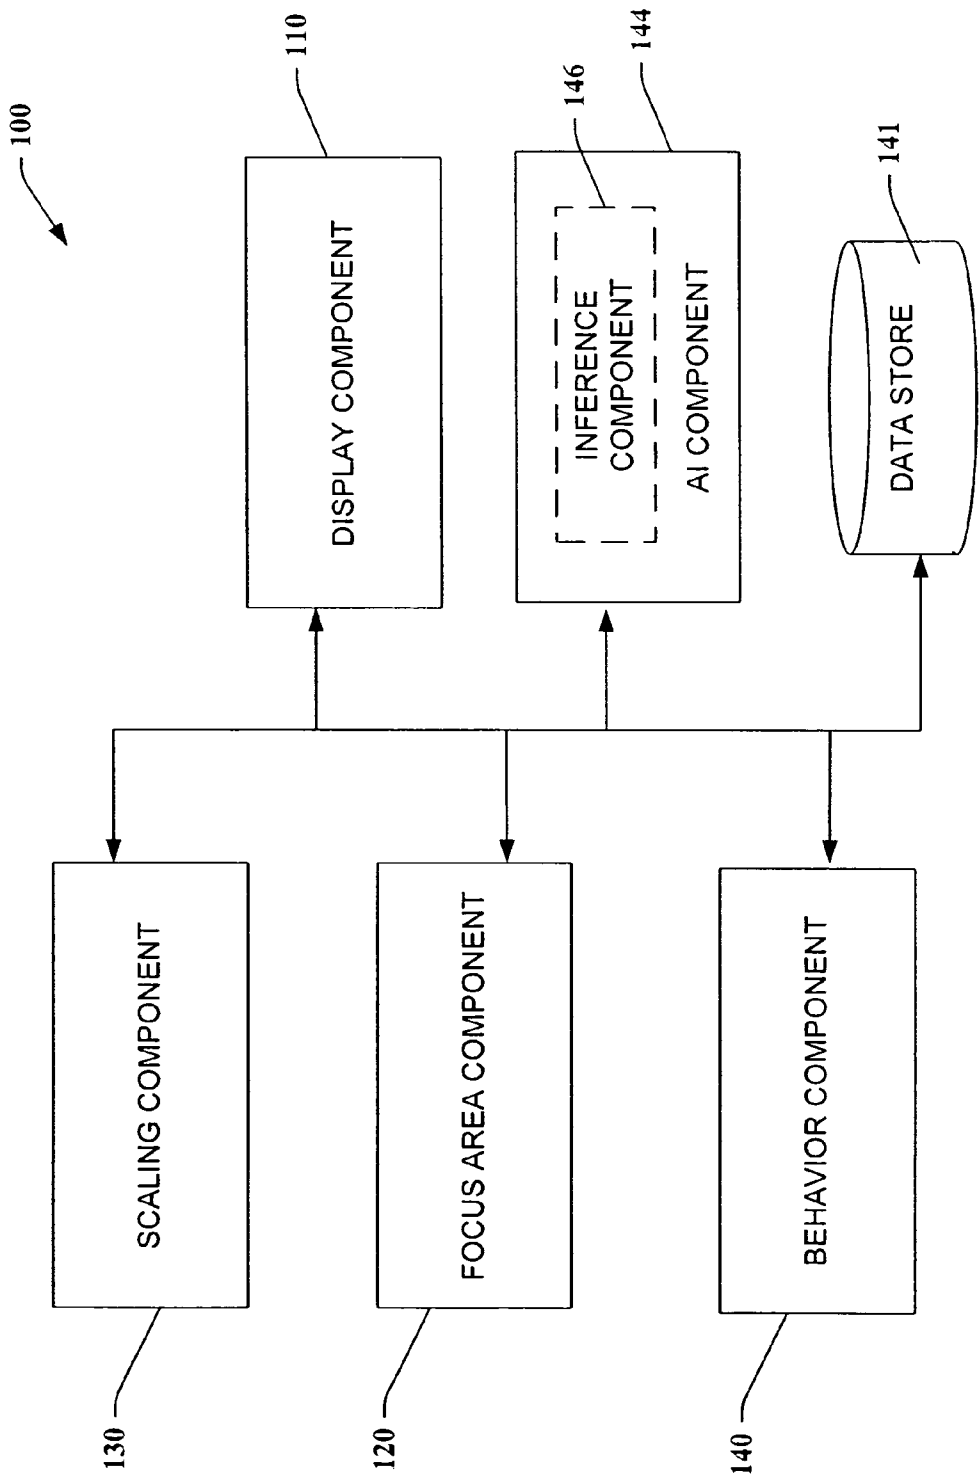 100
SCALING COMPONENT
130
DISPLAY COMPONENT
110
FOCUS AREA COMPONENT
120
INFERENCE
COMPONENT
146
AI COMPONENT
144
BEHAVIOR COMPONENT
140
DATA STORE
141